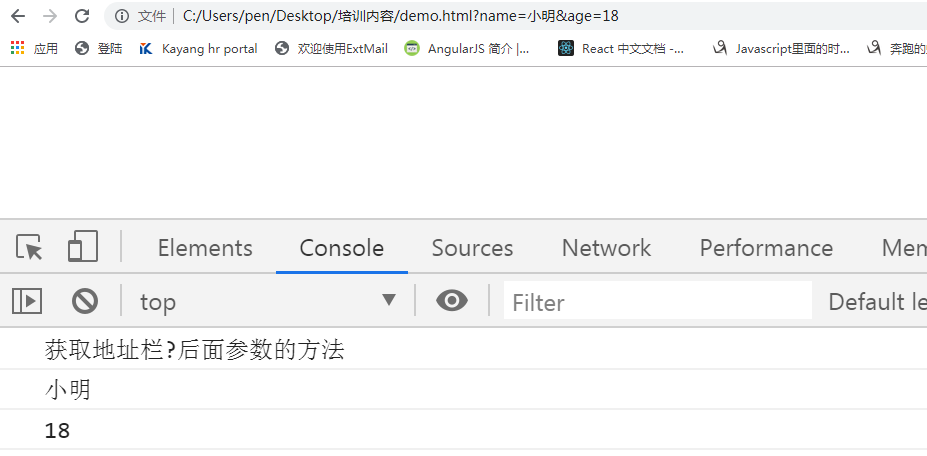 文件 C:/Users/pen/Desktop/培训内容/demo.html?name=小明&age=18
应用 登陆 Kayang hr portal 欢迎使用ExtMail AngularJS 简介 |... React 中文文档 -... Javascript里面的时... 奔跑的
Elements Console Sources Network Performance Mem
top Filter Default le
获取地址栏?后面参数的方法
小明
18